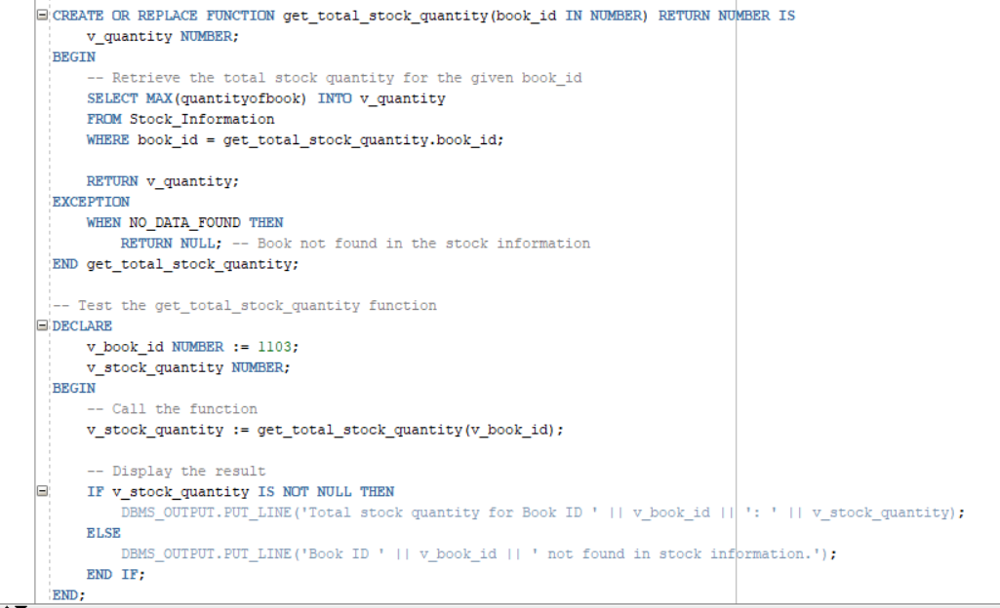 CREATE OR REPLACE FUNCTION get_total_stock_quantity(book_id IN NUMBER) RETURN NUMBER IS
    v_quantity NUMBER;
BEGIN
    -- Retrieve the total stock quantity for the given book_id
    SELECT MAX(quantityofbook) INTO v_quantity
    FROM Stock_Information
    WHERE book_id = get_total_stock_quantity.book_id;

    RETURN v_quantity;
EXCEPTION
    WHEN NO_DATA_FOUND THEN
        RETURN NULL; -- Book not found in the stock information
END get_total_stock_quantity;

-- Test the get_total_stock_quantity function
DECLARE
    v_book_id NUMBER := 1103;
    v_stock_quantity NUMBER;
BEGIN
    -- Call the function
    v_stock_quantity := get_total_stock_quantity(v_book_id);

    -- Display the result
    IF v_stock_quantity IS NOT NULL THEN
        DBMS_OUTPUT.PUT_LINE('Total stock quantity for Book ID ' || v_book_id || ': ' || v_stock_quantity);
    ELSE
        DBMS_OUTPUT.PUT_LINE('Book ID ' || v_book_id || ' not found in stock information.');
    END IF;
END;